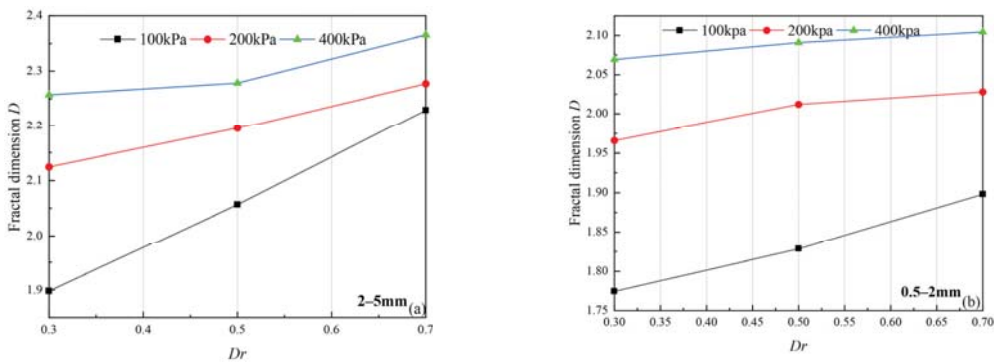 2.4
100kPa 200kPa 400kPa
2.3
2.2
2.1
2.0
1.9
Fractal dimension D
2–5mm (a)
0.3 0.4 0.5 0.6 0.7
Dr
100kpa 200kpa 400kpa
2.10
2.05
2.00
1.95
1.90
1.85
1.80
1.75
Fractal dimension D
0.5–2mm (b)
0.30 0.35 0.40 0.45 0.50 0.55 0.60 0.65 0.70
Dr